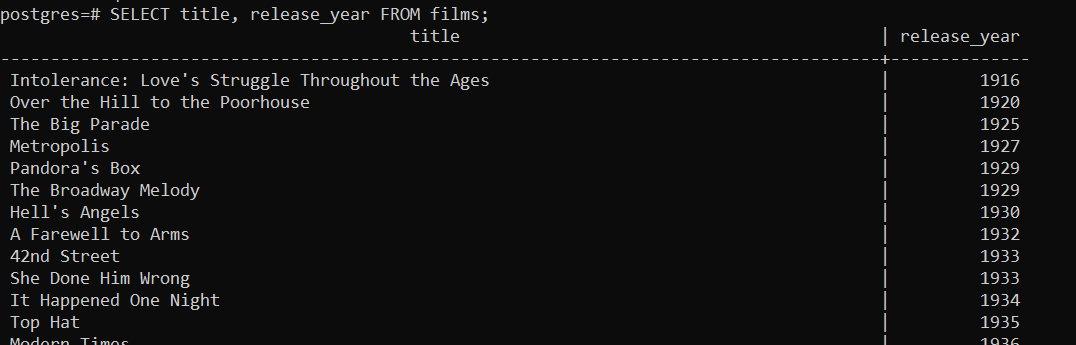 postgres=# SELECT title, release_year FROM films;
title | release_year
---------------------------------------------------------------------------------------+--------------
Intolerance: Love's Struggle Throughout the Ages | 1916
Over the Hill to the Poorhouse | 1920
The Big Parade | 1925
Metropolis | 1927
Pandora's Box | 1929
The Broadway Melody | 1929
Hell's Angels | 1930
A Farewell to Arms | 1932
42nd Street | 1933
She Done Him Wrong | 1933
It Happened One Night | 1934
Top Hat | 1935
Modern Times | 1936